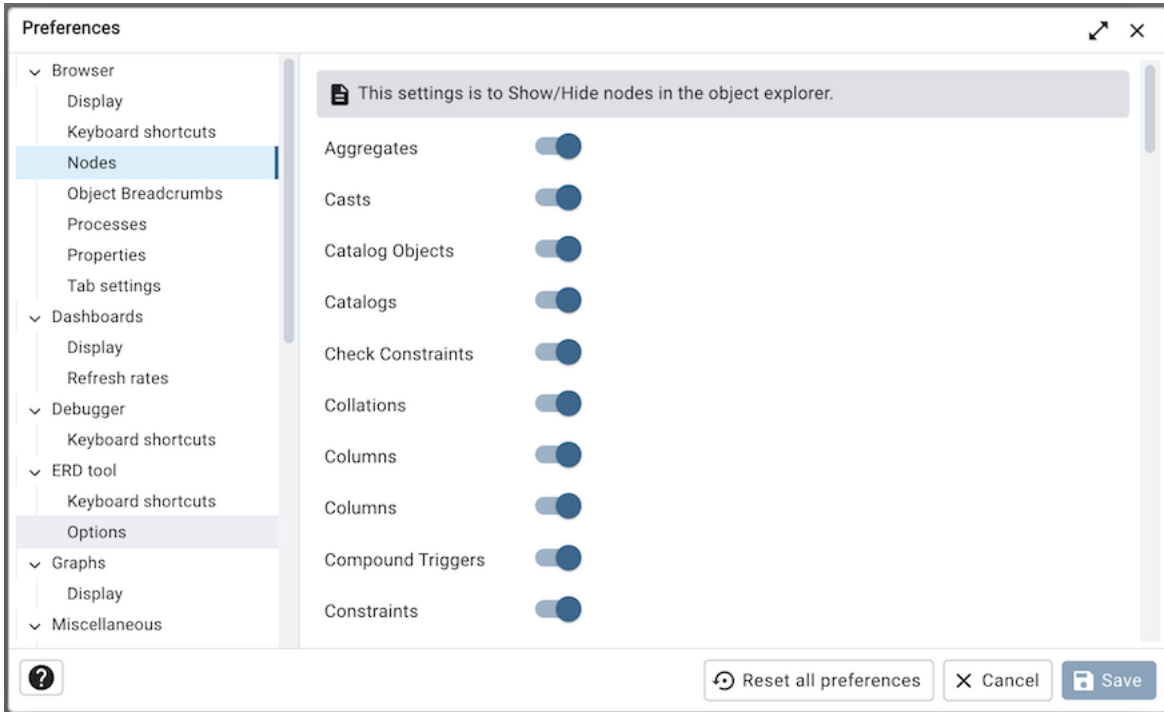 Preferences
Browser
Display
Keyboard shortcuts
Nodes
Object Breadcrumbs
Processes
Properties
Tab settings
Dashboards
Display
Refresh rates
Debugger
Keyboard shortcuts
ERD tool
Keyboard shortcuts
Options
Graphs
Display
Miscellaneous
This settings is to Show/Hide nodes in the object explorer.
Aggregates
Casts
Catalog Objects
Catalogs
Check Constraints
Collations
Columns
Columns
Compound Triggers
Constraints
?
Reset all preferences
Cancel
Save